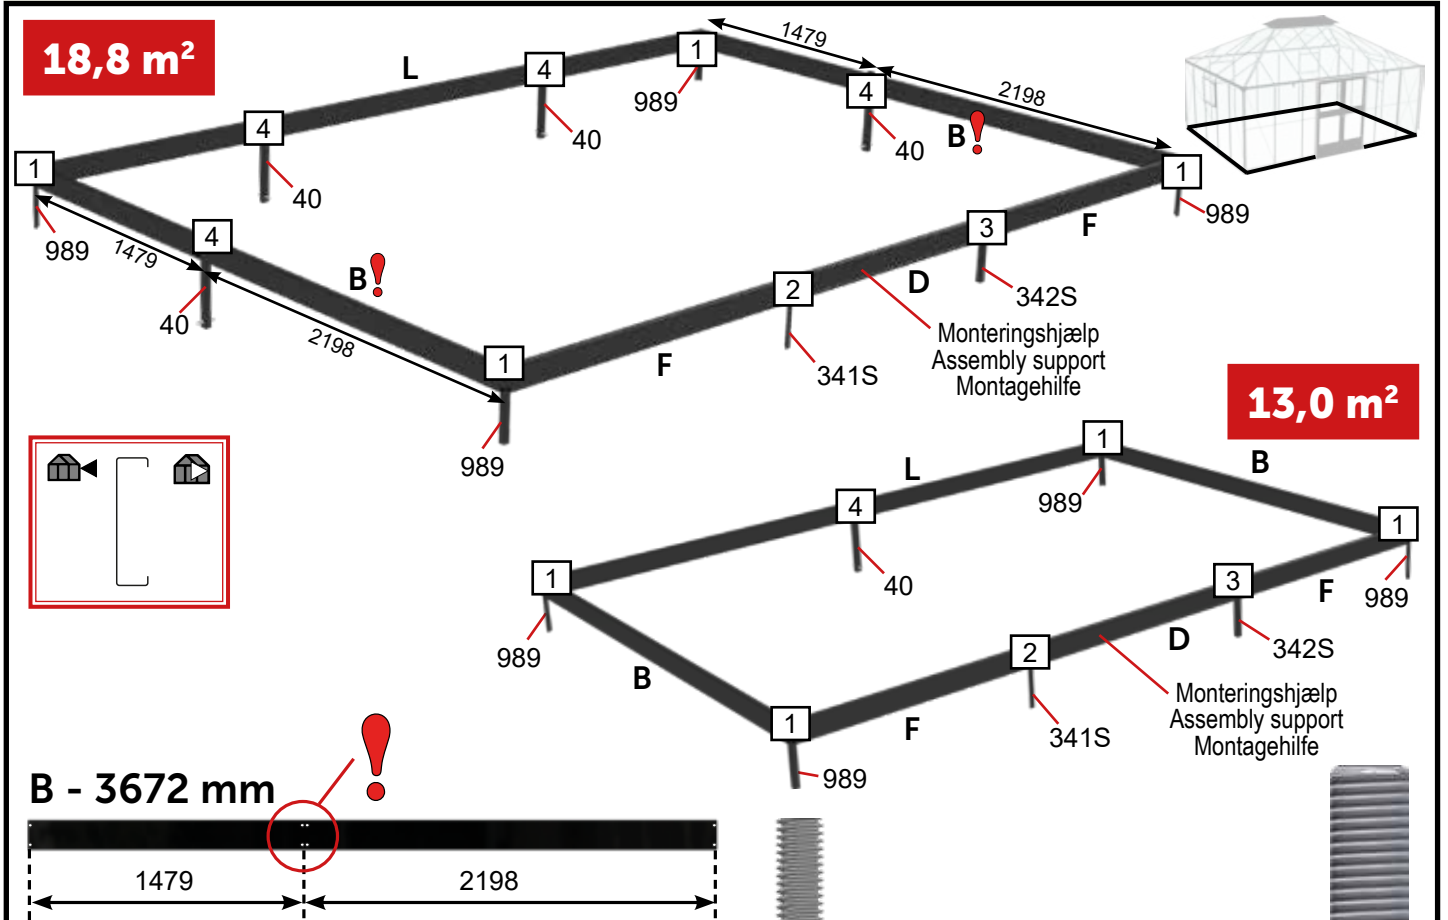 18,8 m²
1479
2198
L
4
1
989
40
4
40
B
4
40
1
989
1
989
1479
4
40
2198
B
F
3
342S
D
2
341S
F
1
989
Monteringshjælp
Assembly support
Montagehilfe
13,0 m²
1
989
L
B
4
40
1
989
1
989
B
F
3
342S
D
2
341S
F
1
989
Monteringshjælp
Assembly support
Montagehilfe
B - 3672 mm
1479
2198